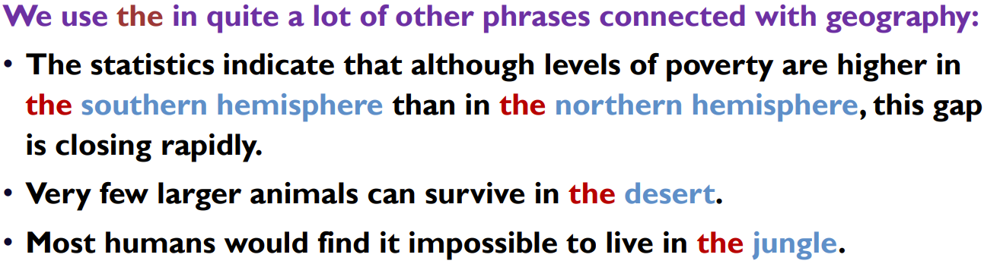 We use the in quite a lot of other phrases connected with geography:
• The statistics indicate that although levels of poverty are higher in
the southern hemisphere than in the northern hemisphere, this gap
is closing rapidly.
• Very few larger animals can survive in the desert.
• Most humans would find it impossible to live in the jungle.